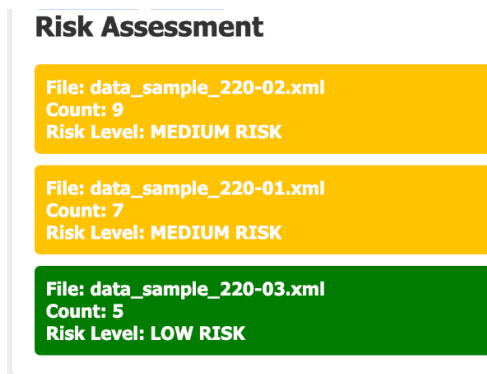 Risk Assessment
File: data_sample_220-02.xml
Count: 9
Risk Level: MEDIUM RISK
File: data_sample_220-01.xml
Count: 7
Risk Level: MEDIUM RISK
File: data_sample_220-03.xml
Count: 5
Risk Level: LOW RISK